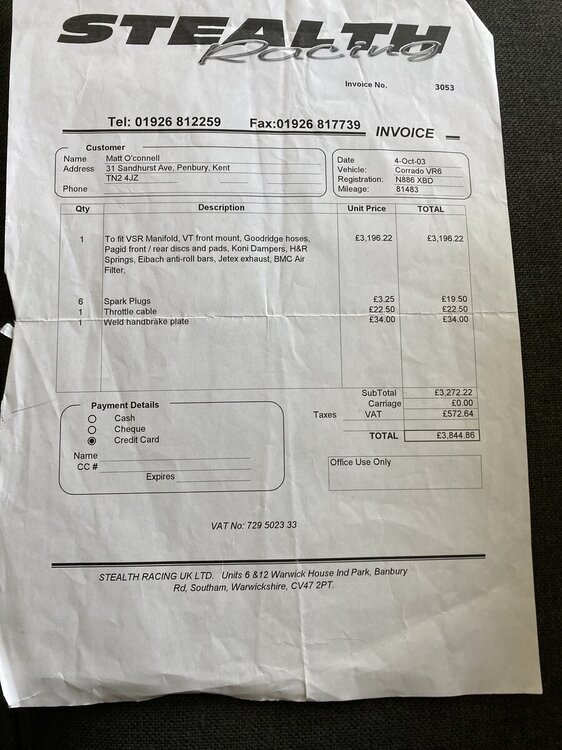 STEALTH
Racing
Invoice No. 3053
Tel: 01926 812259 Fax:01926 817739 INVOICE
Customer
Name Matt O'connell
Address 31 Sandhurst Ave, Penbury, Kent
TN2 4JZ
Phone
Date 4-Oct-03
Vehicle: Corrado VR6
Registration: N886 XBD
Mileage: 81483
Qty Description Unit Price TOTAL
1 To fit VSR Manifold, VT front mount, Goodridge hoses, £3,196.22 £3,196.22
Pagid front / rear discs and pads, Koni Dampers, H&R
Springs, Eibach anti-roll bars, Jetex exhaust, BMC Air
Filter,
6 Spark Plugs £3.25 £19.50
1 Throttle cable £22.50 £22.50
1 Weld handbrake plate £34.00 £34.00
SubTotal £3,272.22
Carriage £0.00
Taxes VAT £572.64
TOTAL £3,844.86
Payment Details
Cash
Cheque
Credit Card
Name
CC #
Expires
Office Use Only
VAT No: 729 5023 33
STEALTH RACING UK LTD. Units 6 &12 Warwick House Ind Park, Banbury
Rd, Southam, Warwickshire, CV47 2PT.